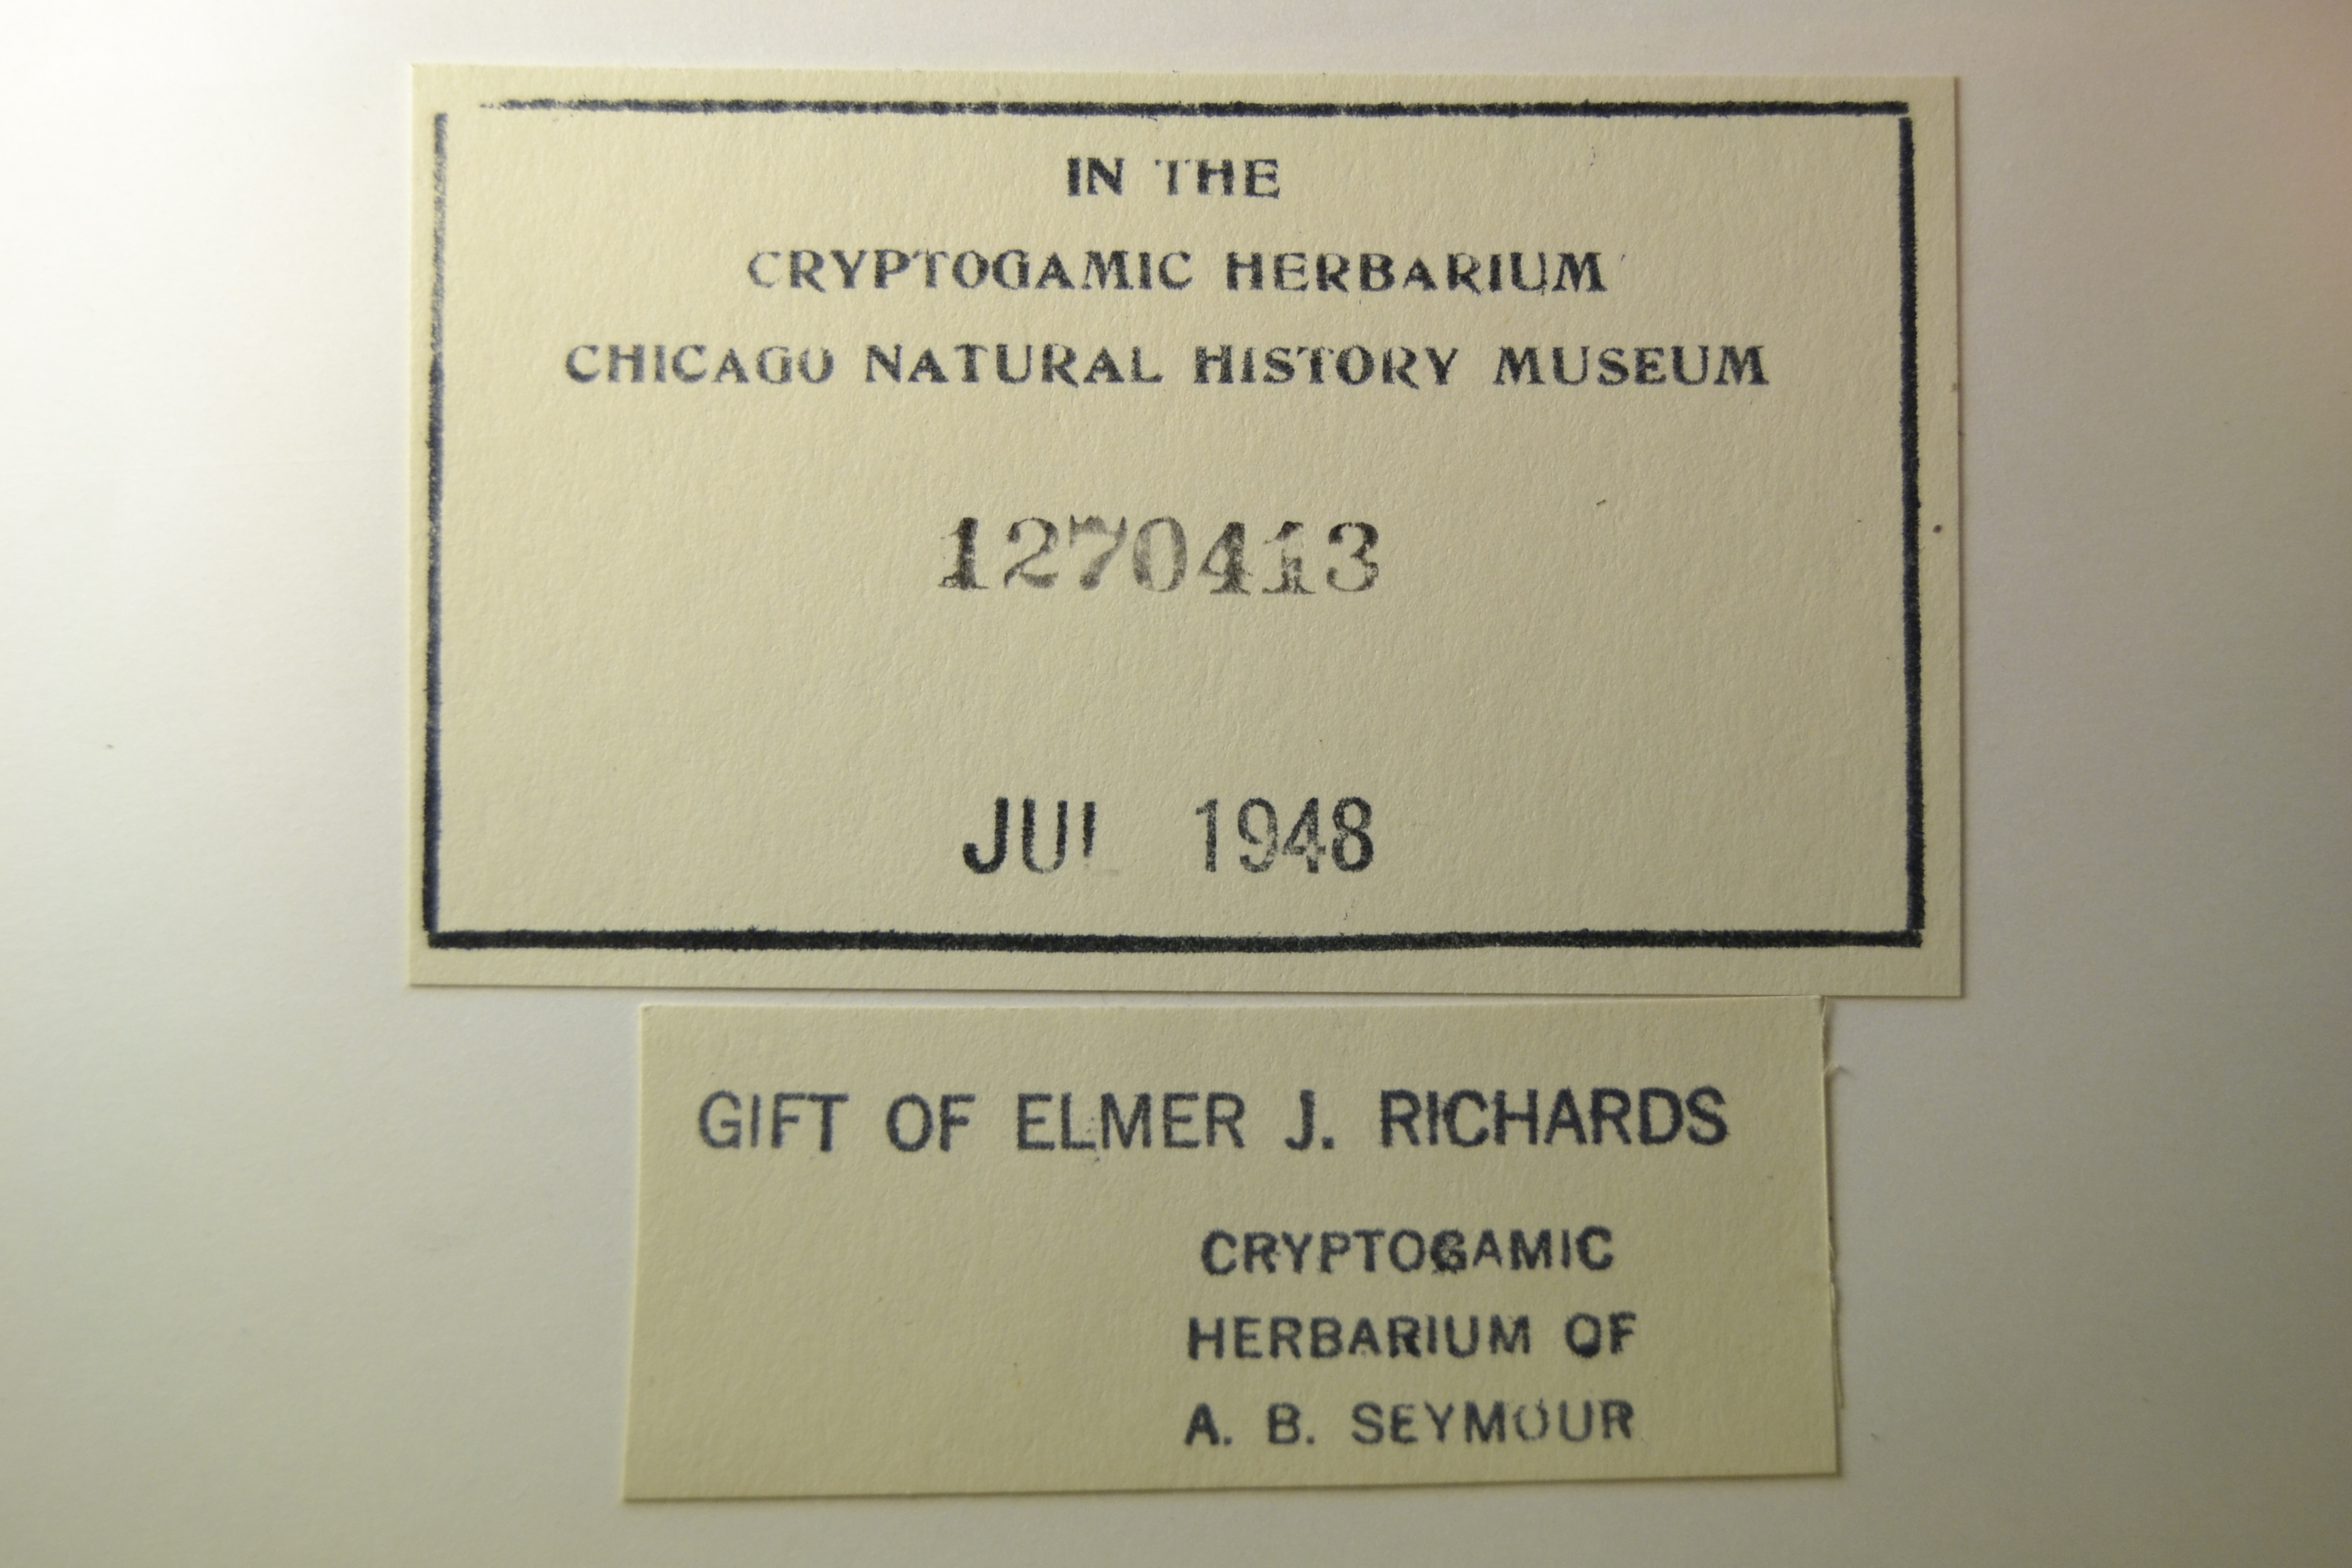 IN THE
CRYPTOGAMIC HERBARIUM
CHICAGO NATURAL HISTORY MUSEUM
1270413
JUL 1948
GIFT OF ELMER J. RICHARDS
CRYPTOGAMIC
HERBARIUM OF
A. B. SEYMOUR